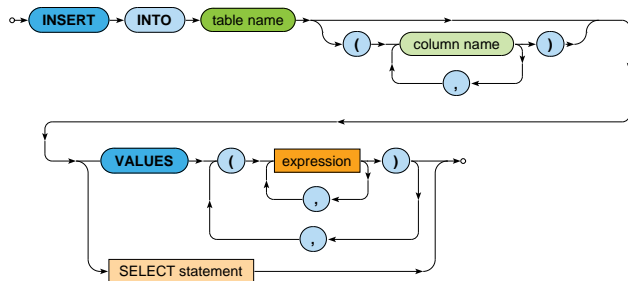 INSERT INTO table name
( column name )
,
VALUES ( expression )
,
,
SELECT statement